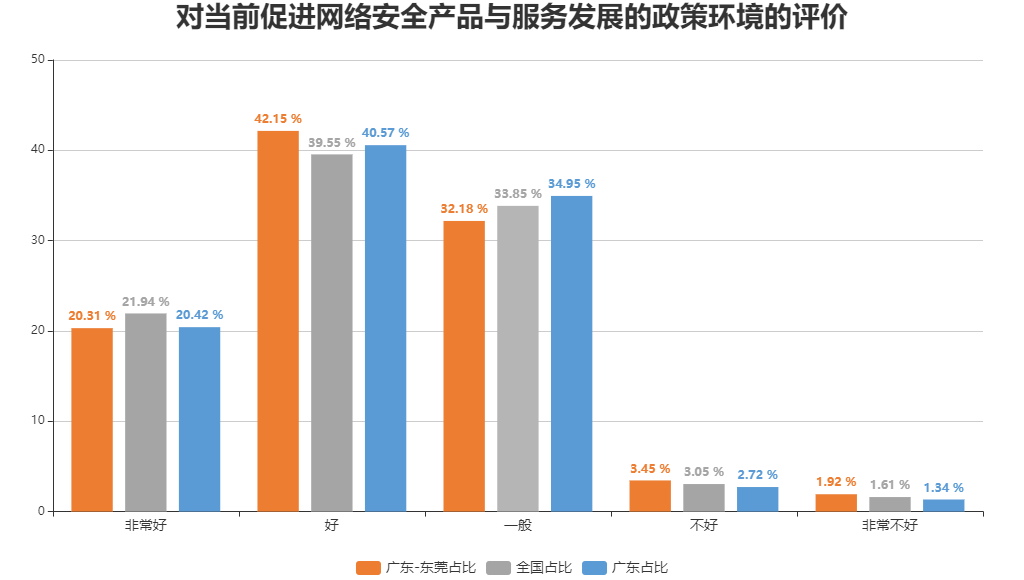 对当前促进网络安全产品与服务发展的政策环境的评价
50
40
30
20
10
0
42.15 %
39.55 %
40.57 %
32.18 %
33.85 %
34.95 %
20.31 %
21.94 %
20.42 %
3.45 %
3.05 %
2.72 %
1.92 %
1.61 %
1.34 %
非常好
好
一般
不好
非常不好
广东-东莞占比
全国占比
广东占比